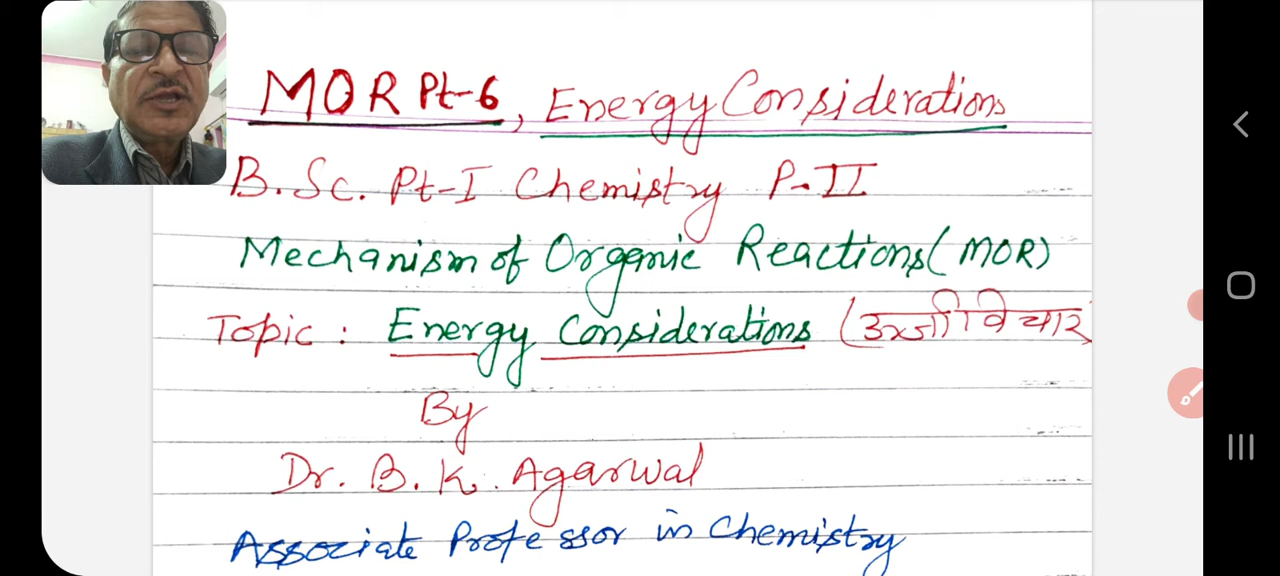 MOR Pt-6, Energy Considerations
B.Sc. Pt-I Chemistry P-II
Mechanism of Organic Reactions (MOR)
Topic : Energy Considerations (ऊर्जा विचार)
By
Dr. B. K. Agarwal
Associate Professor in Chemistry